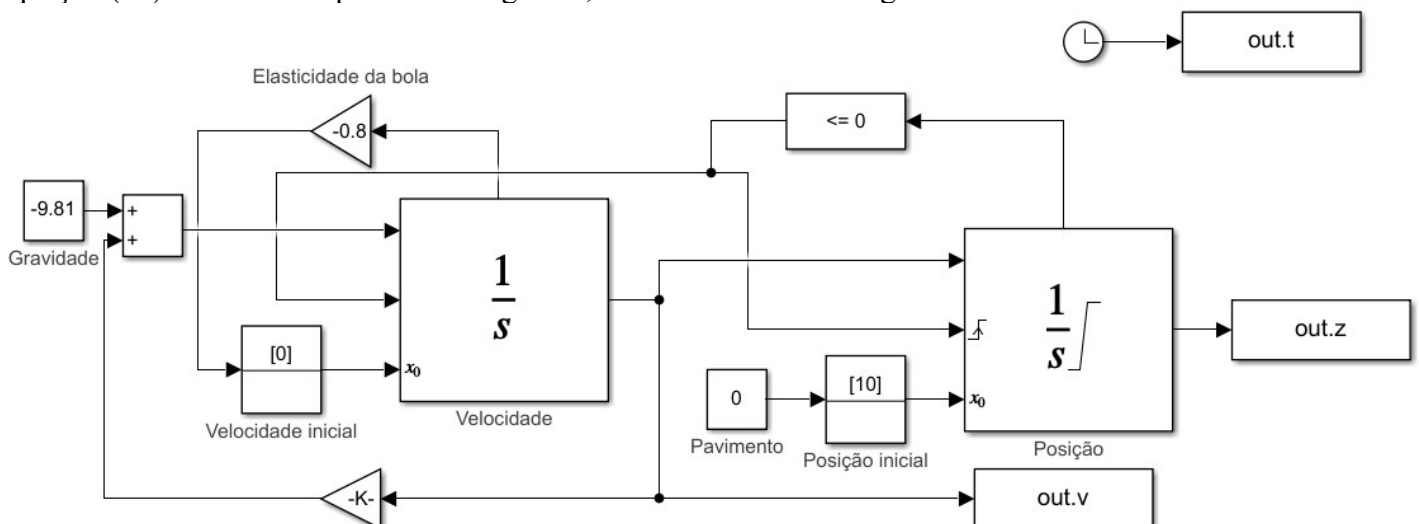 out.t
Elasticidade da bola
-0.8
<= 0
-9.81
+
+
Gravidade
1
s
x₀
Velocidade
[0]
Velocidade inicial
0
Pavimento
[10]
Posição inicial
1
s
x₀
Posição
out.z
-K-
out.v